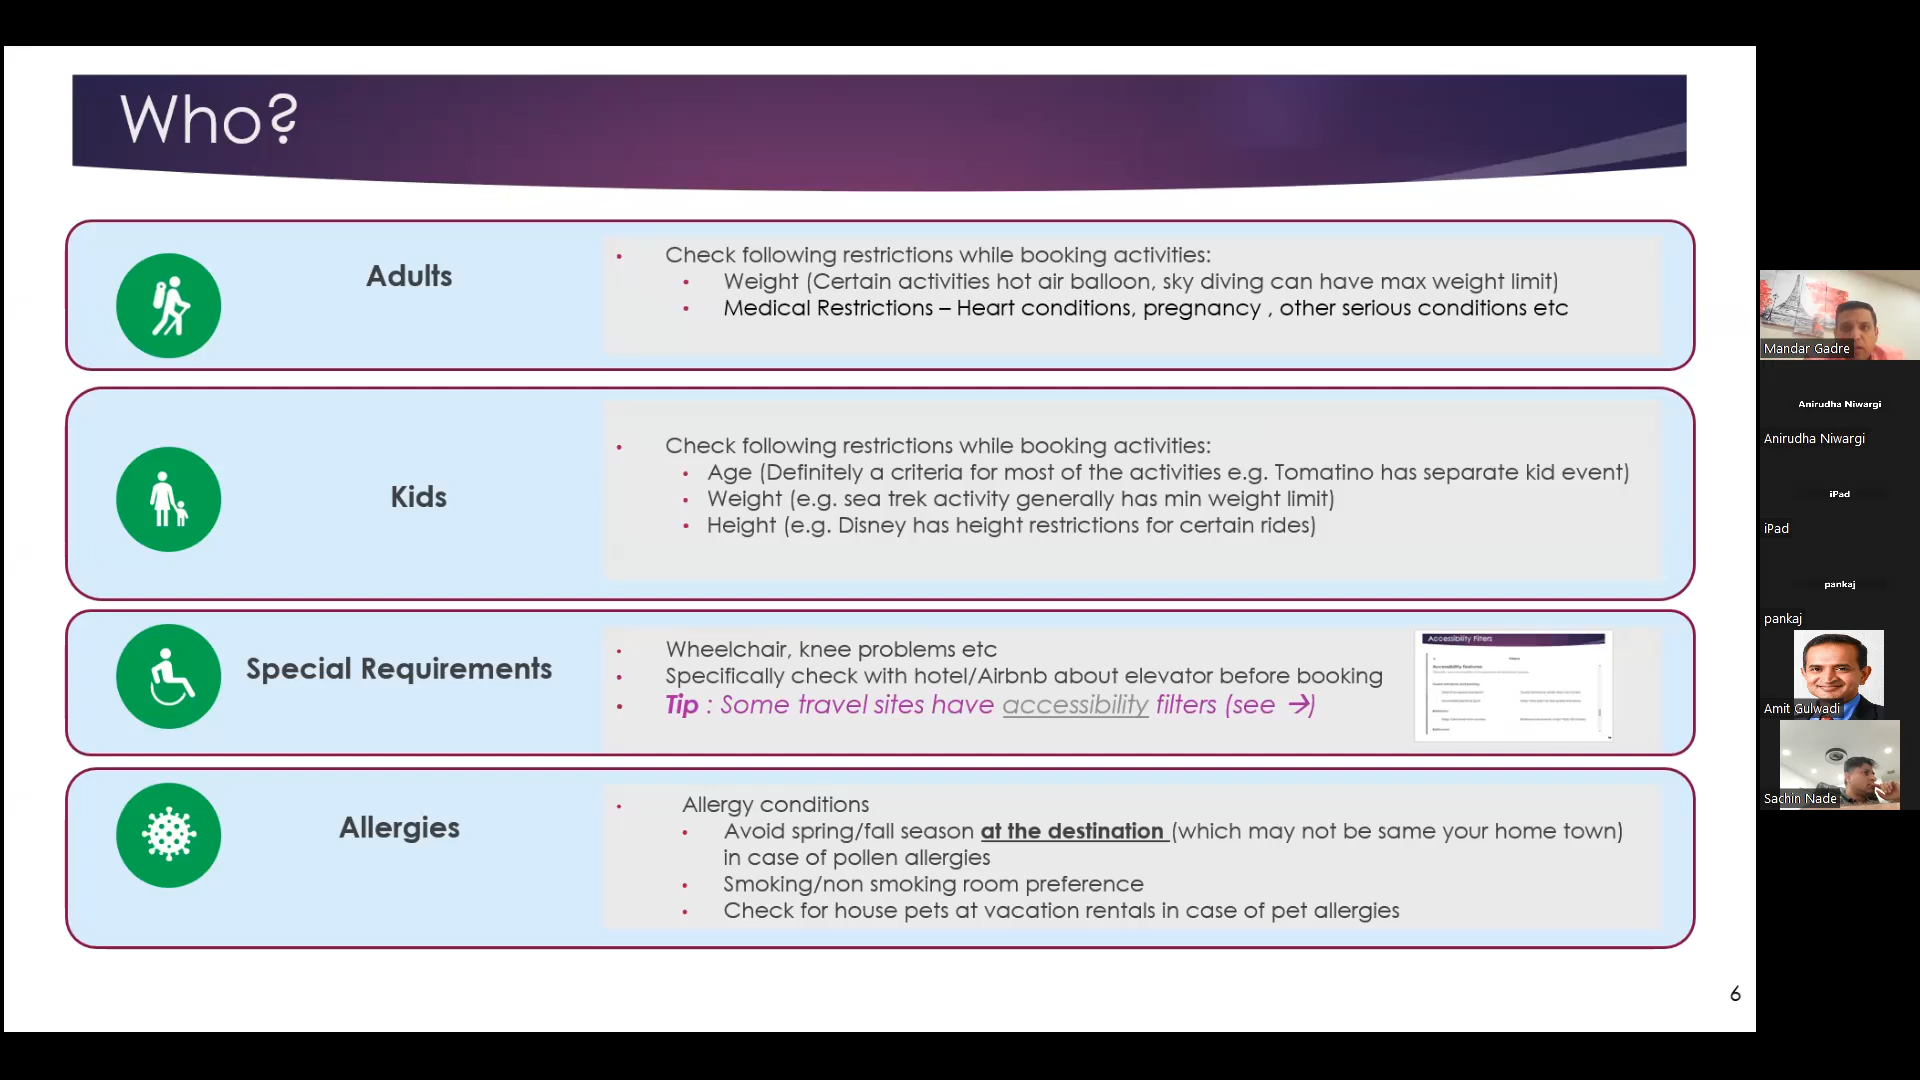 Who?
Adults
• Check following restrictions while booking activities:
• Weight (Certain activities hot air balloon, sky diving can have max weight limit)
• Medical Restrictions – Heart conditions, pregnancy , other serious conditions etc
Kids
• Check following restrictions while booking activities:
• Age (Definitely a criteria for most of the activities e.g. Tomatino has separate kid event)
• Weight (e.g. sea trek activity generally has min weight limit)
• Height (e.g. Disney has height restrictions for certain rides)
Special Requirements
• Wheelchair, knee problems etc
• Specifically check with hotel/Airbnb about elevator before booking
• Tip : Some travel sites have accessibility filters (see →)
Accessibility Filters
Accessibility features
Allergies
• Allergy conditions
• Avoid spring/fall season at the destination (which may not be same your home town)
in case of pollen allergies
• Smoking/non smoking room preference
• Check for house pets at vacation rentals in case of pet allergies
6
Mandar Gadre
Anirudha Niwargi
Anirudha Niwargi
iPad
iPad
pankaj
pankaj
Amit Gulwadi
Sachin Nade